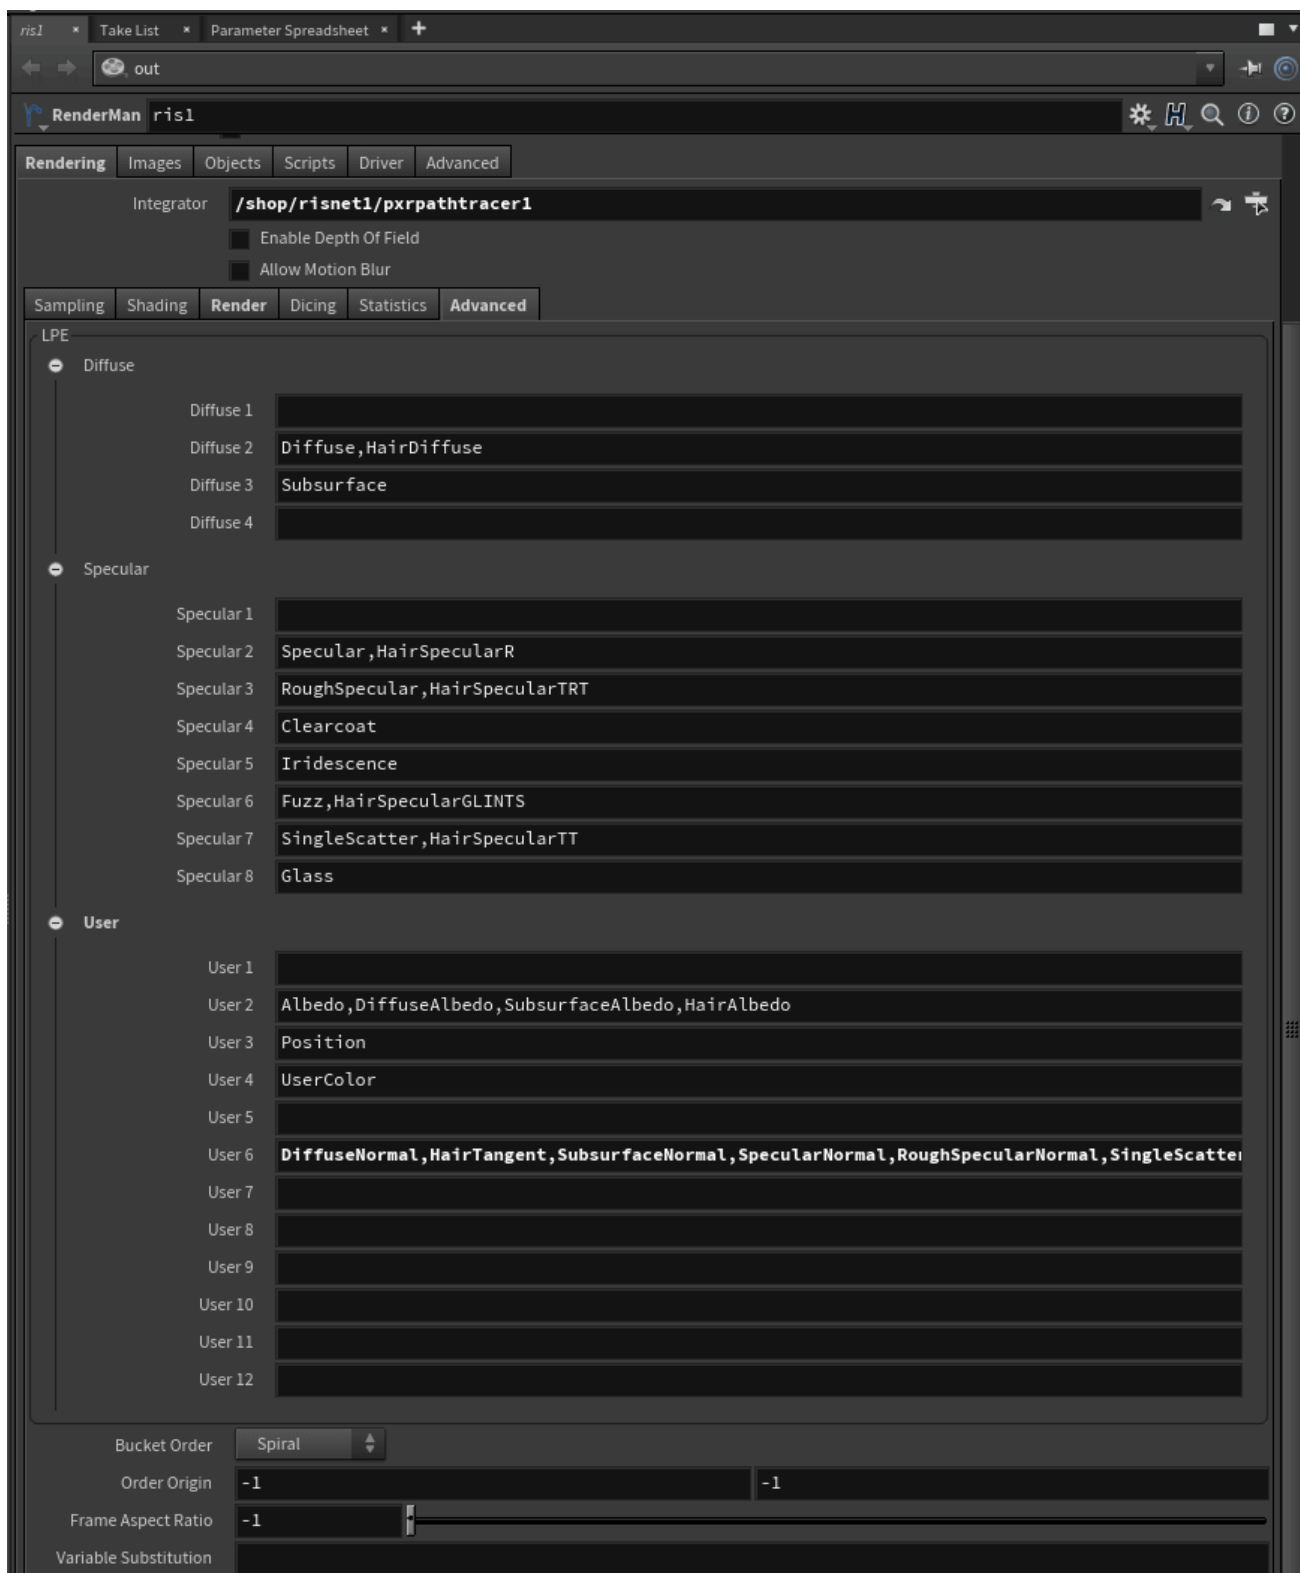 ris1 × Take List × Parameter Spreadsheet × +
out
RenderMan ris1
Rendering Images Objects Scripts Driver Advanced
Integrator /shop/risnet1/pxrpathtracer1
Enable Depth Of Field
Allow Motion Blur
Sampling Shading Render Dicing Statistics Advanced
LPE
Diffuse
Diffuse 1
Diffuse 2 Diffuse,HairDiffuse
Diffuse 3 Subsurface
Diffuse 4
Specular
Specular 1
Specular 2 Specular,HairSpecularR
Specular 3 RoughSpecular,HairSpecularTRT
Specular 4 Clearcoat
Specular 5 Iridescence
Specular 6 Fuzz,HairSpecularGLINTS
Specular 7 SingleScatter,HairSpecularTT
Specular 8 Glass
User
User 1
User 2 Albedo,DiffuseAlbedo,SubsurfaceAlbedo,HairAlbedo
User 3 Position
User 4 UserColor
User 5
User 6 DiffuseNormal,HairTangent,SubsurfaceNormal,SpecularNormal,RoughSpecularNormal,SingleScatter
User 7
User 8
User 9
User 10
User 11
User 12
Bucket Order Spiral
Order Origin -1 -1
Frame Aspect Ratio -1
Variable Substitution